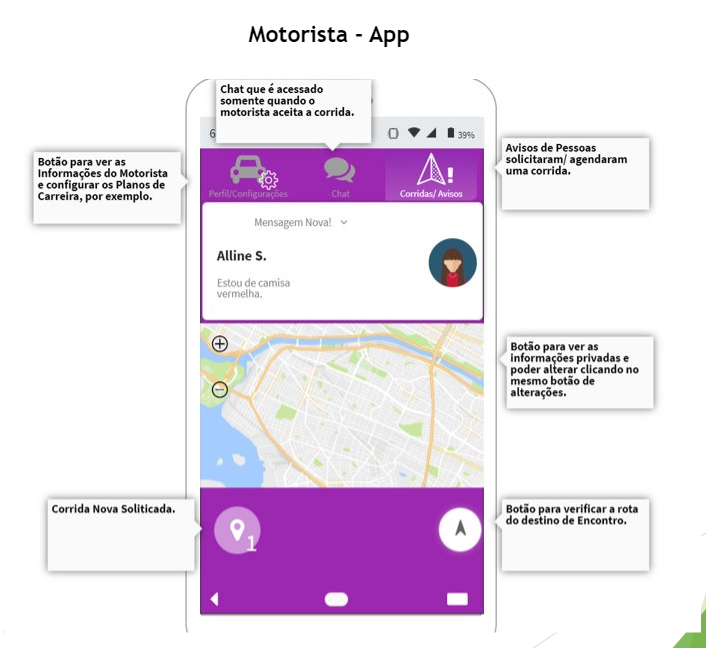 Motorista - App
Chat que é acessado
somente quando o
motorista aceita a corrida.
6
39%
Botão para ver as
Informações do Motorista
e configurar os Planos de
Carreira, por exemplo.
Avisos de Pessoas
solicitaram/ agendaram
uma corrida.
Perfil/Configurações
Chat
Corridas/ Avisos
Mensagem Nova!
Alline S.
Estou de camisa
vermelha.
Botão para ver as
informações privadas e
poder alterar clicando no
mesmo botão de
alterações.
Corrida Nova Soliticada.
1
Botão para verificar a rota
do destino de Encontro.